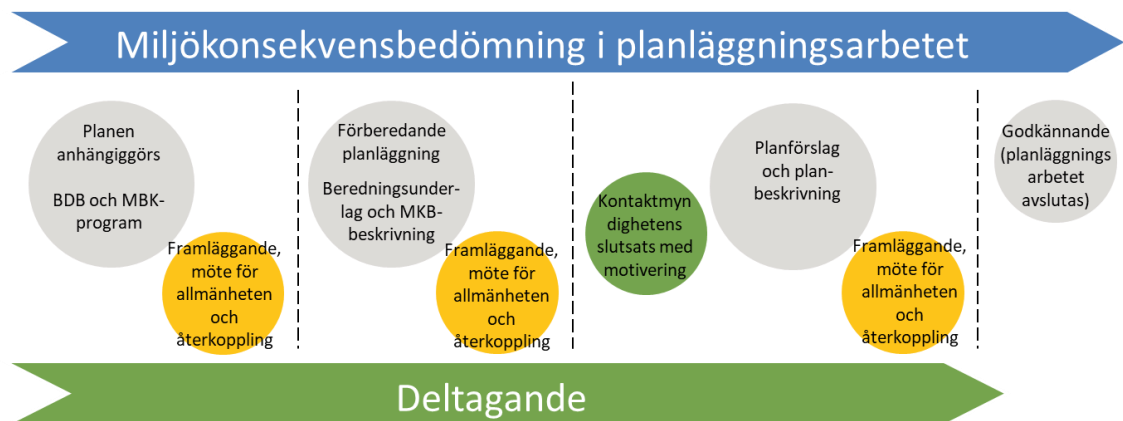 Miljökonsekvensbedömning i planläggningsarbetet
Planen
anhängiggörs
BDB och MBK-
program
Framläggande,
möte för
allmänheten
och
återkoppling
Förberedande
planläggning
Beredningsunder-
lag och MKB-
beskrivning
Framläggande,
möte för
allmänheten
och
återkoppling
Kontaktmyn
dighetens
slutsats med
motivering
Planförslag
och plan-
beskrivning
Framläggande,
möte för
allmänheten
och
återkoppling
Godkännande
(planläggnings
arbetet
avslutas)
Deltagande